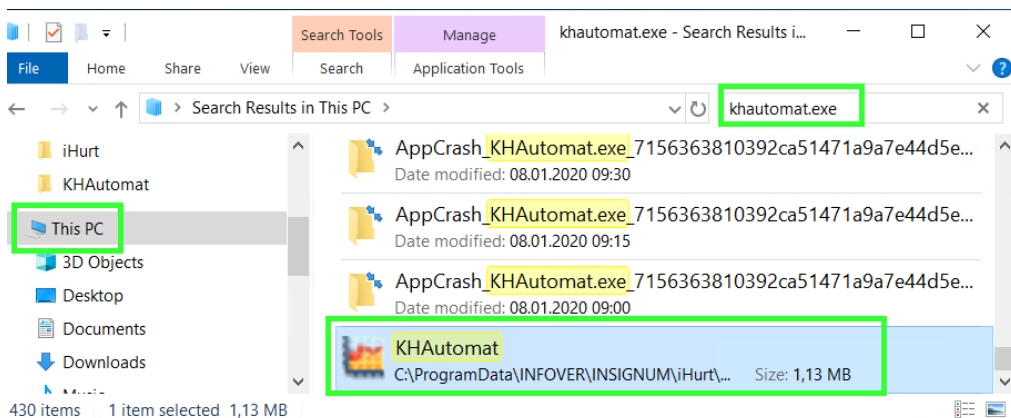 Search Tools
Manage
khautomat.exe - Search Results i...
File
Home
Share
View
Search
Application Tools
Search Results in This PC
khautomat.exe
iHurt
KHAutomat
This PC
3D Objects
Desktop
Documents
Downloads
AppCrash_KHAutomat.exe_7156363810392ca51471a9a7e44d5e...
Date modified: 08.01.2020 09:30
AppCrash_KHAutomat.exe_7156363810392ca51471a9a7e44d5e...
Date modified: 08.01.2020 09:15
AppCrash_KHAutomat.exe_7156363810392ca51471a9a7e44d5e...
Date modified: 08.01.2020 09:00
KHAutomat
C:\ProgramData\INFOVER\INSIGNUM\iHurt\... Size: 1,13 MB
430 items 1 item selected 1,13 MB